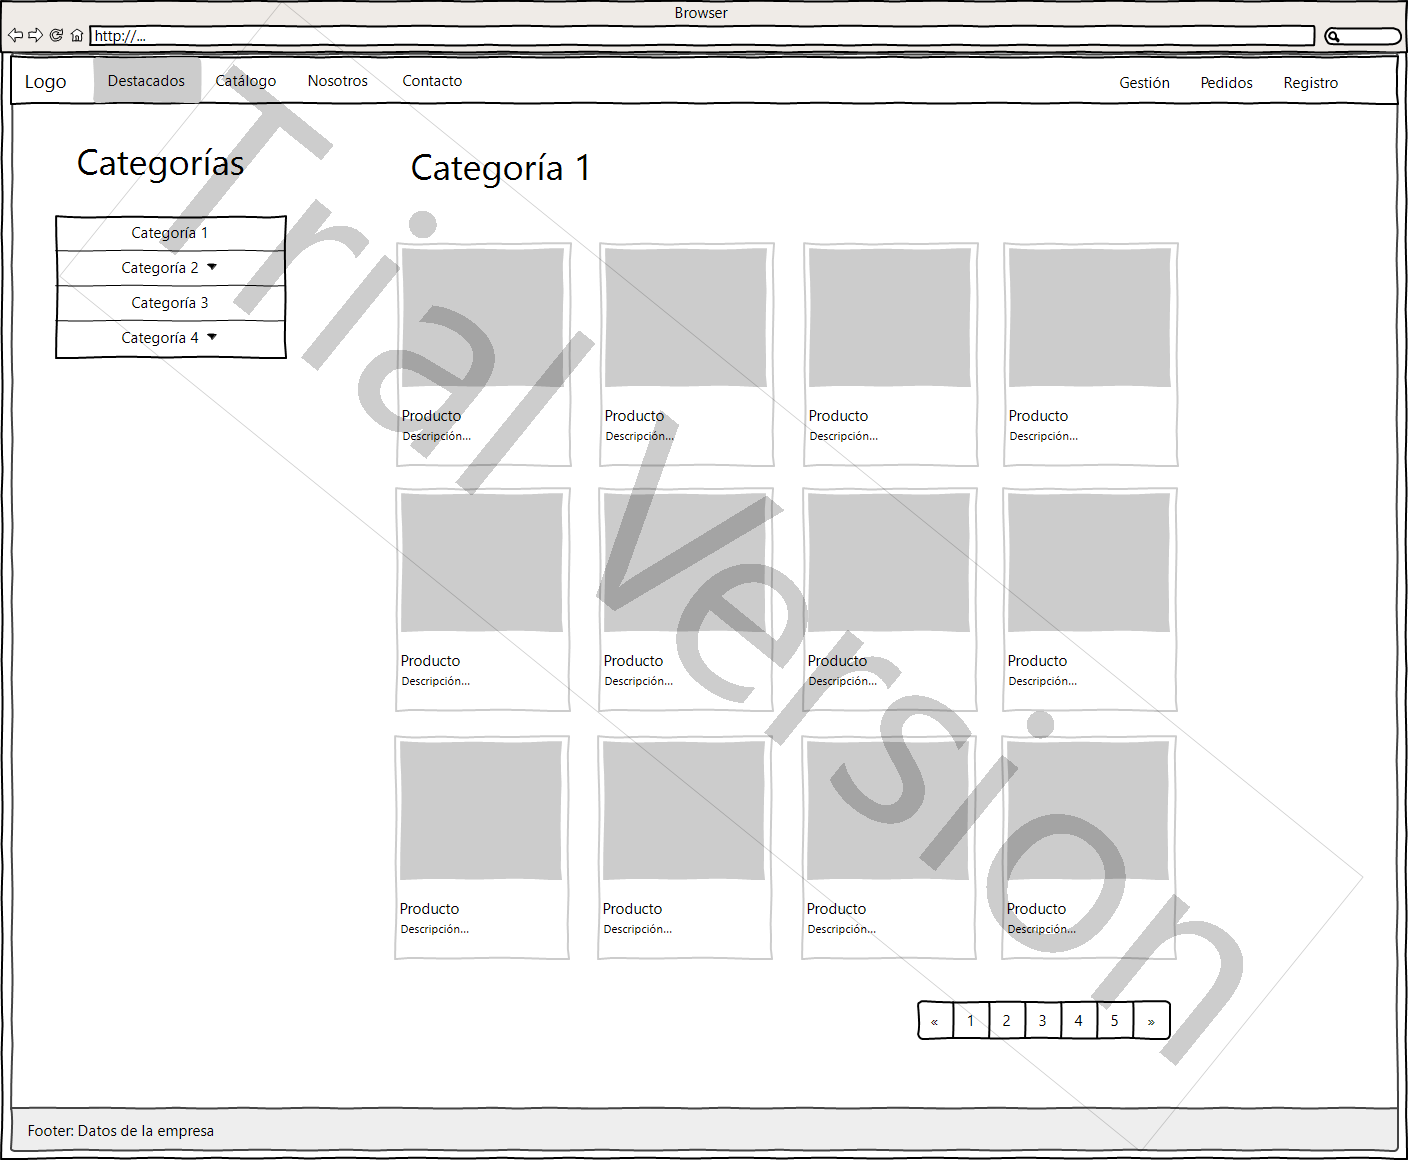 Browser
http://...
Logo Destacados Catálogo Nosotros Contacto Gestión Pedidos Registro
Categorías
Categoría 1
Categoría 2
Categoría 3
Categoría 4
Categoría 1
Producto Producto Producto Producto
Descripción... Descripción... Descripción... Descripción...
Producto Producto Producto Producto
Descripción... Descripción... Descripción... Descripción...
Producto Producto Producto Producto
Descripción... Descripción... Descripción... Descripción...
« 1 2 3 4 5 »
Footer: Datos de la empresa
Trial Version